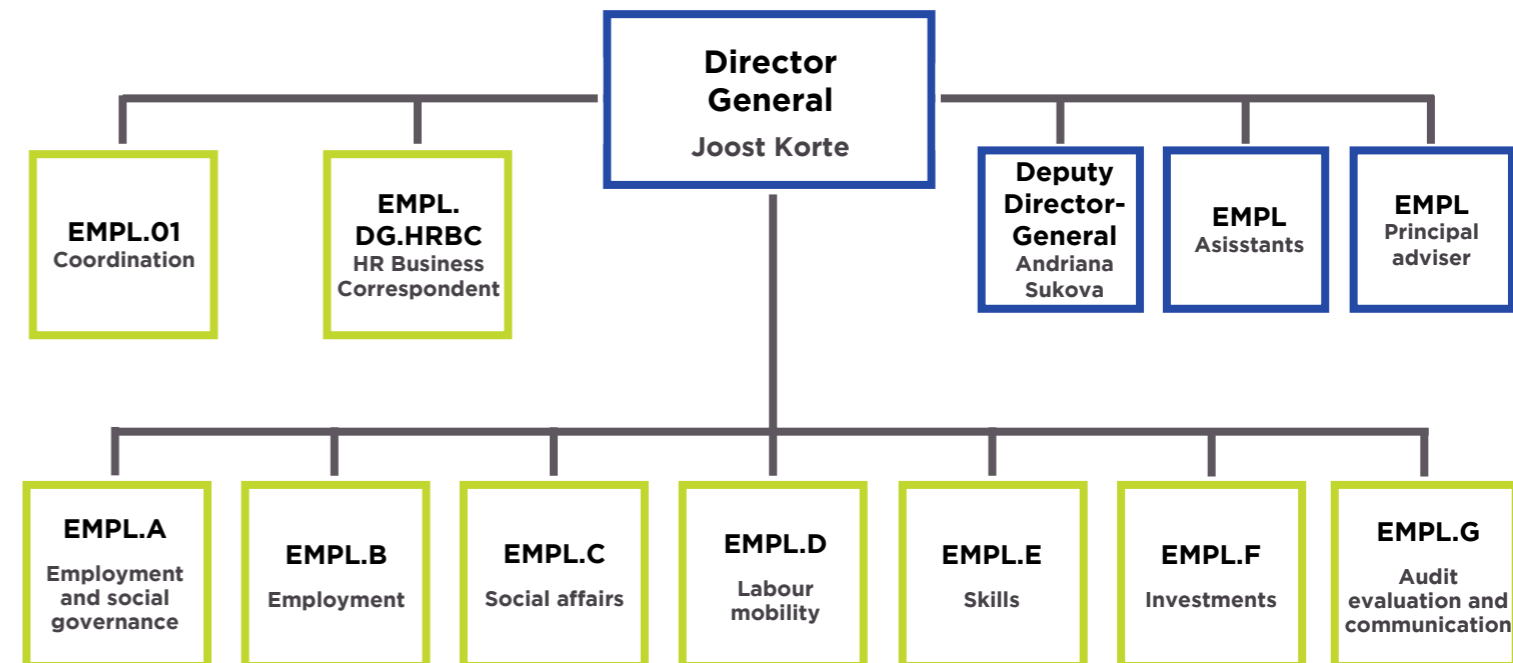 Director
General
Joost Korte
EMPL.01
Coordination
EMPL.
DG.HRBC
HR Business
Correspondent
Deputy
Director-
General
Andriana
Sukova
EMPL
Asisstants
EMPL
Principal
adviser
EMPL.A
Employment
and social
governance
EMPL.B
Employment
EMPL.C
Social affairs
EMPL.D
Labour
mobility
EMPL.E
Skills
EMPL.F
Investments
EMPL.G
Audit
evaluation and
communication